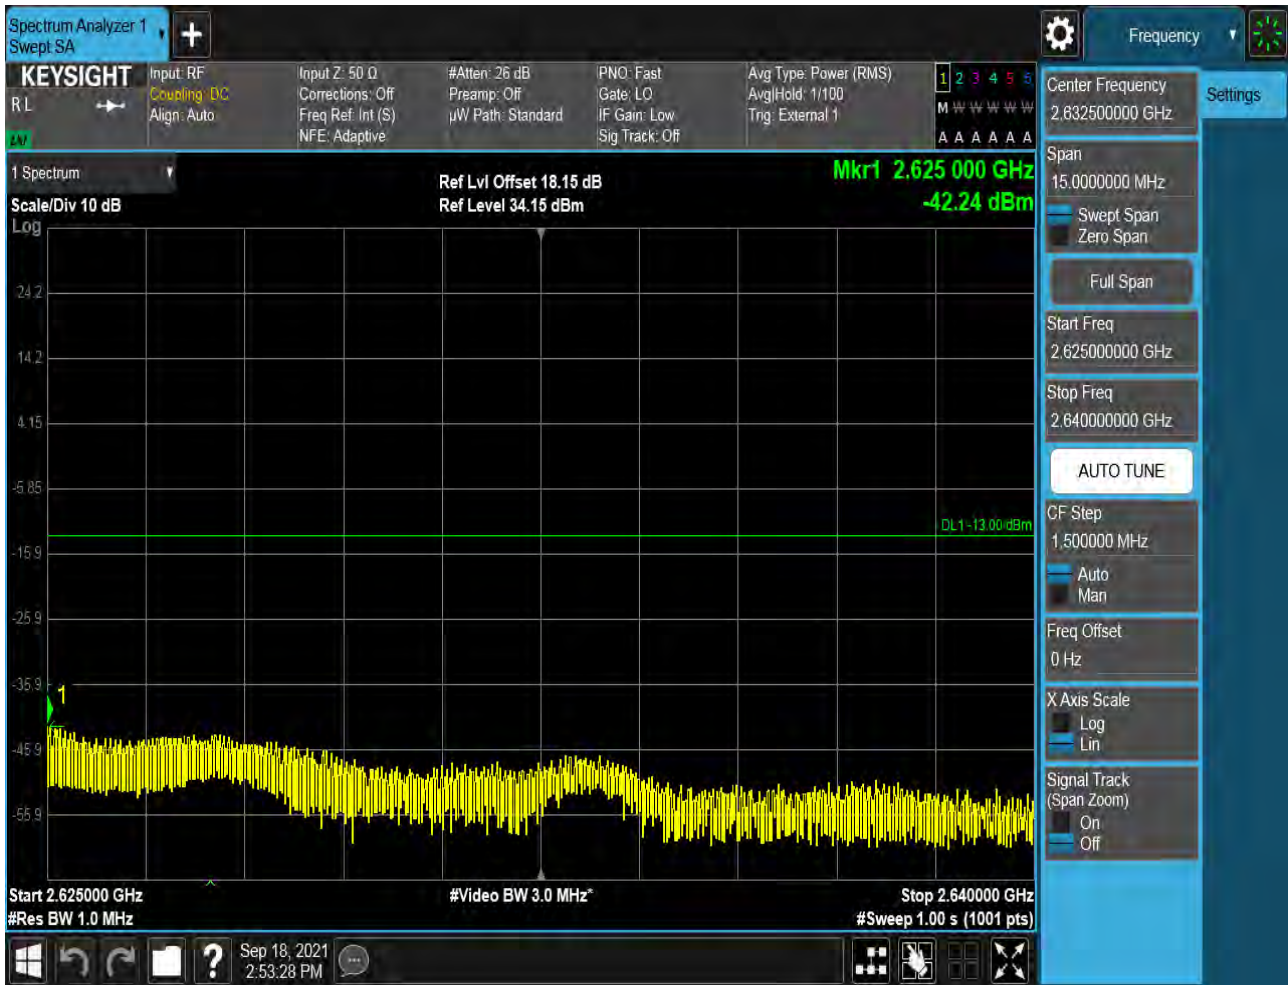 Spectrum Analyzer 1
Swept SA
Frequency
KEYSIGHT
R L
Input: RF
Coupling: DC
Align: Auto
Input Z: 50 Ω
Corrections: Off
Freq Ref: Int (S)
NFE: Adaptive
#Atten: 26 dB
Preamp: Off
µW Path: Standard
PNO: Fast
Gate: LO
IF Gain: Low
Sig Track: Off
Avg Type: Power (RMS)
Avg|Hold: 1/100
Trig: External 1
1 2 3 4 5 6
M W W W W W
A A A A A A
1 Spectrum
Scale/Div 10 dB
Ref Lvl Offset 18.15 dB
Ref Level 34.15 dBm
Mkr1 2.625 000 GHz
-42.24 dBm
Log
24.2
14.2
4.15
-5.85
DL1 -13.00 dBm
-15.9
-25.9
-35.9
1
-45.9
-55.9
Start 2.625000 GHz
#Video BW 3.0 MHz*
Stop 2.640000 GHz
#Res BW 1.0 MHz
#Sweep 1.00 s (1001 pts)
Sep 18, 2021
2:53:28 PM
Center Frequency
2.632500000 GHz
Settings
Span
15.0000000 MHz
Swept Span
Zero Span
Full Span
Start Freq
2.625000000 GHz
Stop Freq
2.640000000 GHz
AUTO TUNE
CF Step
1.500000 MHz
Auto
Man
Freq Offset
0 Hz
X Axis Scale
Log
Lin
Signal Track
(Span Zoom)
On
Off